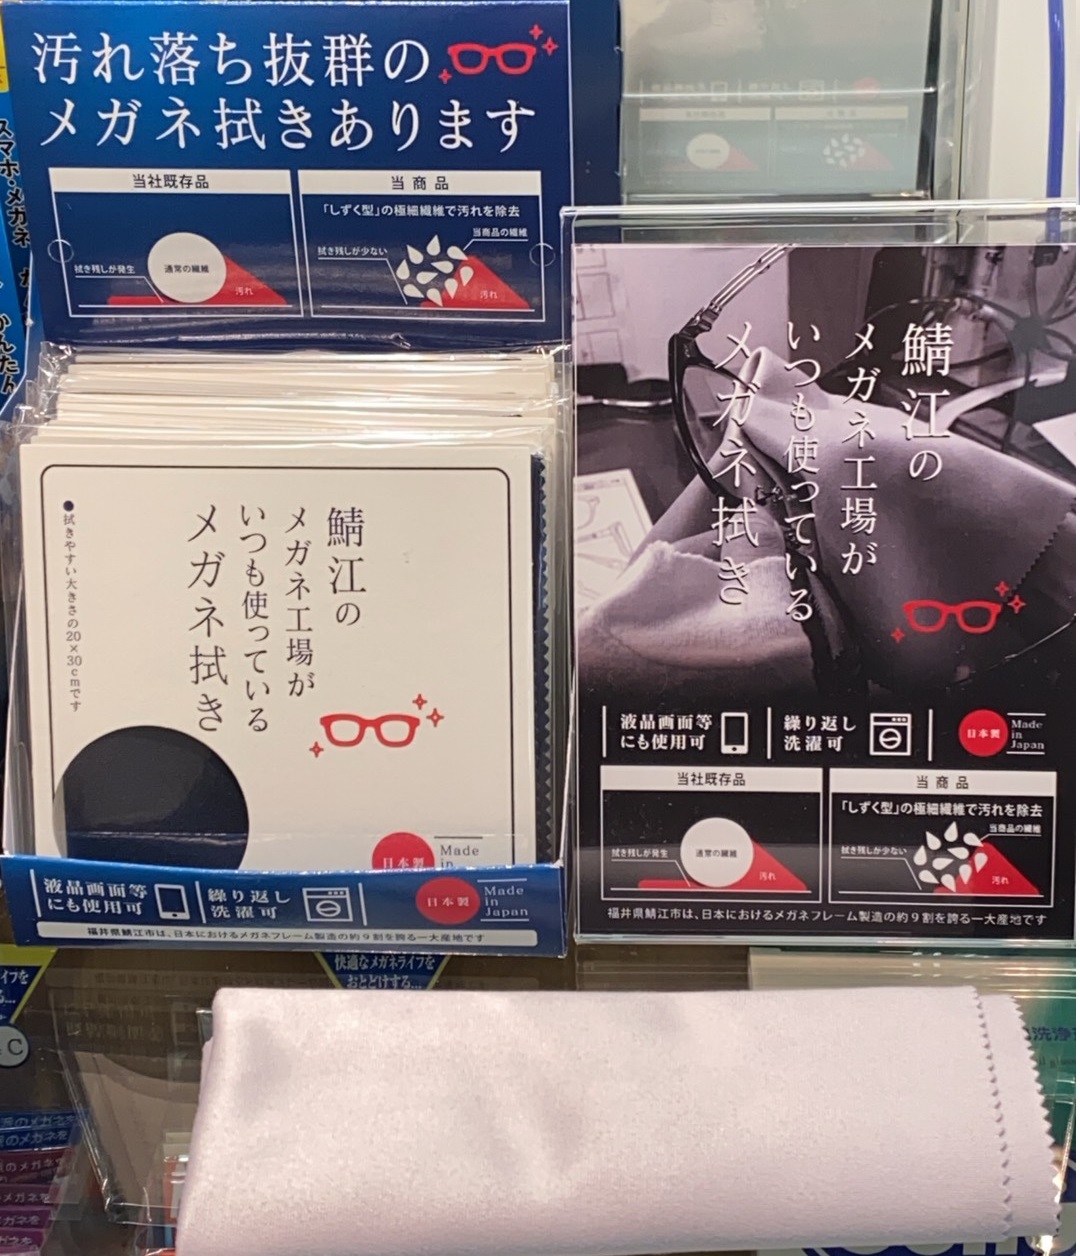 汚れ落ち抜群の
メガネ拭きあります
当社既存品
拭き残しが発生
通常の繊維
汚れ
当商品
「しずく型」の極細繊維で汚れを除去
当商品の繊維
拭き残しが少ない
汚れ
スマホ・メガネ
かんたん
鯖江の
メガネ工場が
いつも使っている
メガネ拭き
●拭きやすい大きさの20×30cmです
日本製
Made
in
液晶画面等
にも使用可
繰り返し
洗濯可
日本製
Made
in
Japan
福井県鯖江市は、日本におけるメガネフレーム製造の約9割を誇る一大産地です
鯖江の
メガネ工場が
いつも使っている
メガネ拭き
液晶画面等
にも使用可
繰り返し
洗濯可
日本製
Made
in
Japan
当社既存品
拭き残しが発生
通常の繊維
汚れ
当商品
「しずく型」の極細繊維で汚れを除去
当商品の繊維
拭き残しが少ない
汚れ
福井県鯖江市は、日本におけるメガネフレーム製造の約9割を誇る一大産地です
快適なメガネライフを
おとどけする…
イフを
C
洗浄